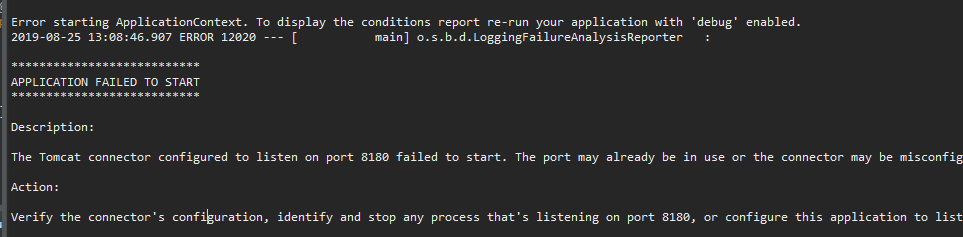 Error starting ApplicationContext. To display the conditions report re-run your application with 'debug' enabled.
2019-08-25 13:08:46.907 ERROR 12020 --- [           main] o.s.b.d.LoggingFailureAnalysisReporter   :
***************************
APPLICATION FAILED TO START
***************************
Description:
The Tomcat connector configured to listen on port 8180 failed to start. The port may already be in use or the connector may be misconfig
Action:
Verify the connector's configuration, identify and stop any process that's listening on port 8180, or configure this application to list